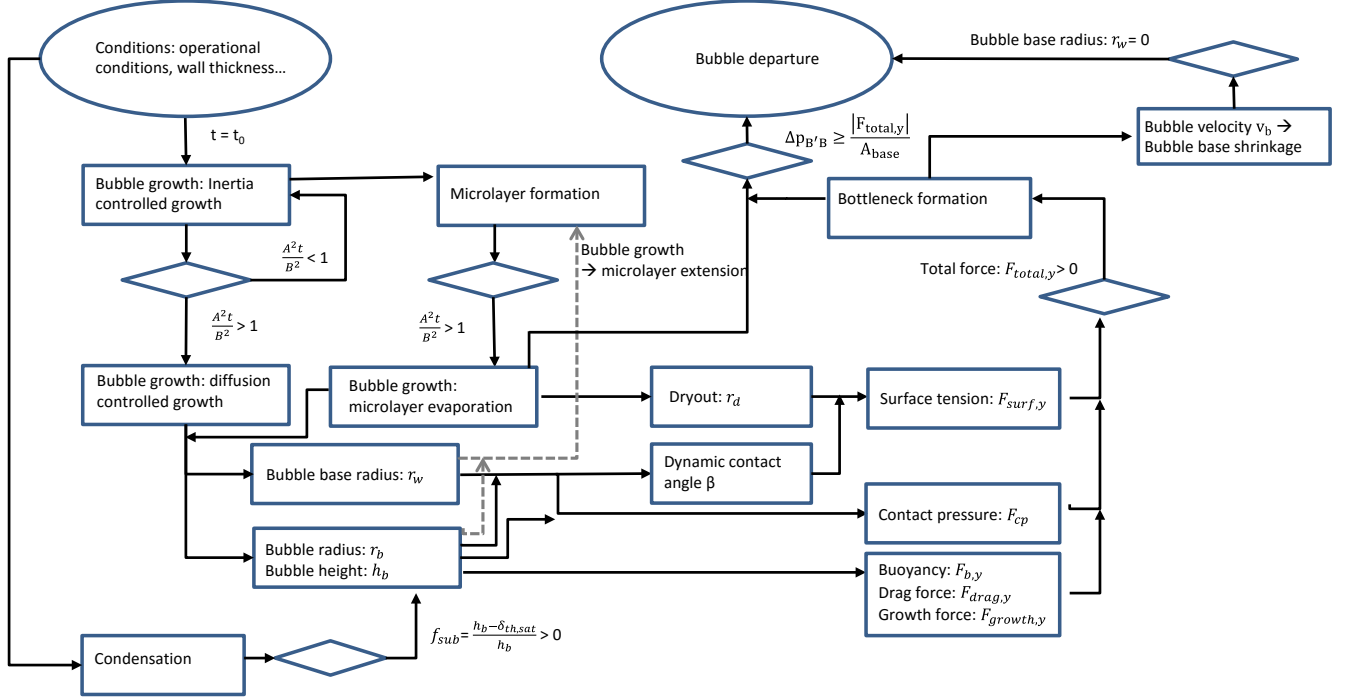 Conditions: operational
conditions, wall thickness...
t = t₀
Bubble growth: Inertia
controlled growth
A²t/B² < 1
A²t/B² > 1
Microlayer formation
Bubble growth
→ microlayer extension
A²t/B² > 1
Bubble growth: diffusion
controlled growth
Bubble growth:
microlayer evaporation
Bubble base radius: r_w
Bubble radius: r_b
Bubble height: h_b
Condensation
f_sub = (h_b − δ_th,sat)/h_b > 0
Dryout: r_d
Dynamic contact
angle β
Surface tension: F_surf,y
Contact pressure: F_cp
Buoyancy: F_b,y
Drag force: F_drag,y
Growth force: F_growth,y
Total force: F_total,y > 0
Bottleneck formation
Δp_B'B ≥ |F_total,y|/A_base
Bubble velocity v_b →
Bubble base shrinkage
Bubble base radius: r_w = 0
Bubble departure